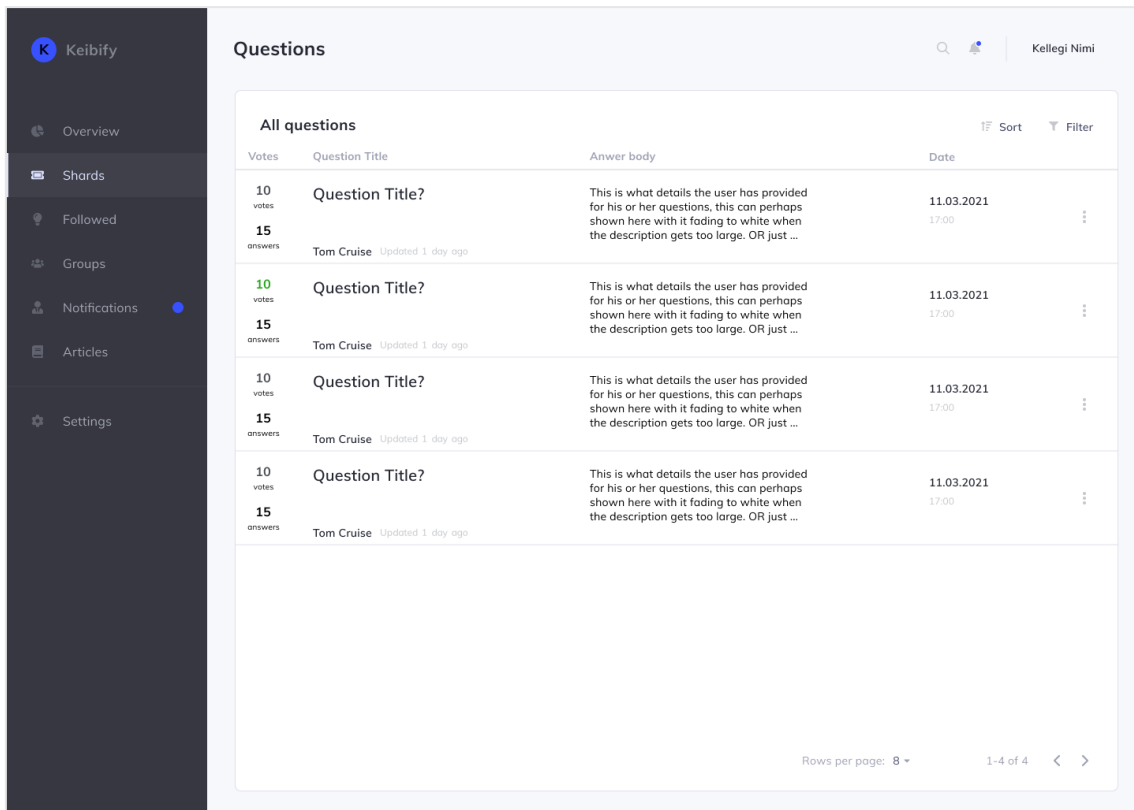 K Keibify
Overview
Shards
Followed
Groups
Notifications
Articles
Settings
Questions
Kellegi Nimi
All questions
Sort Filter
Votes Question Title Anwer body Date
10
votes
15
answers
Question Title?
Tom Cruise Updated 1 day ago
This is what details the user has provided
for his or her questions, this can perhaps
shown here with it fading to white when
the description gets too large. OR just ...
11.03.2021
17:00
10
votes
15
answers
Question Title?
Tom Cruise Updated 1 day ago
This is what details the user has provided
for his or her questions, this can perhaps
shown here with it fading to white when
the description gets too large. OR just ...
11.03.2021
17:00
10
votes
15
answers
Question Title?
Tom Cruise Updated 1 day ago
This is what details the user has provided
for his or her questions, this can perhaps
shown here with it fading to white when
the description gets too large. OR just ...
11.03.2021
17:00
10
votes
15
answers
Question Title?
Tom Cruise Updated 1 day ago
This is what details the user has provided
for his or her questions, this can perhaps
shown here with it fading to white when
the description gets too large. OR just ...
11.03.2021
17:00
Rows per page: 8 1-4 of 4